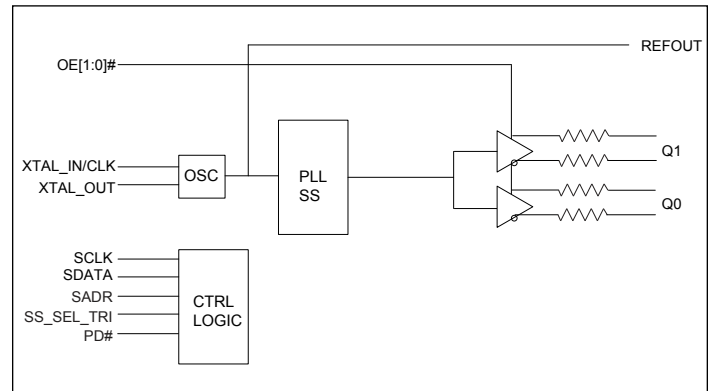 REFOUT
OE[1:0]#
XTAL_IN/CLK
XTAL_OUT
OSC
PLL
SS
Q1
Q0
SCLK
SDATA
SADR
SS_SEL_TRI
PD#
CTRL
LOGIC